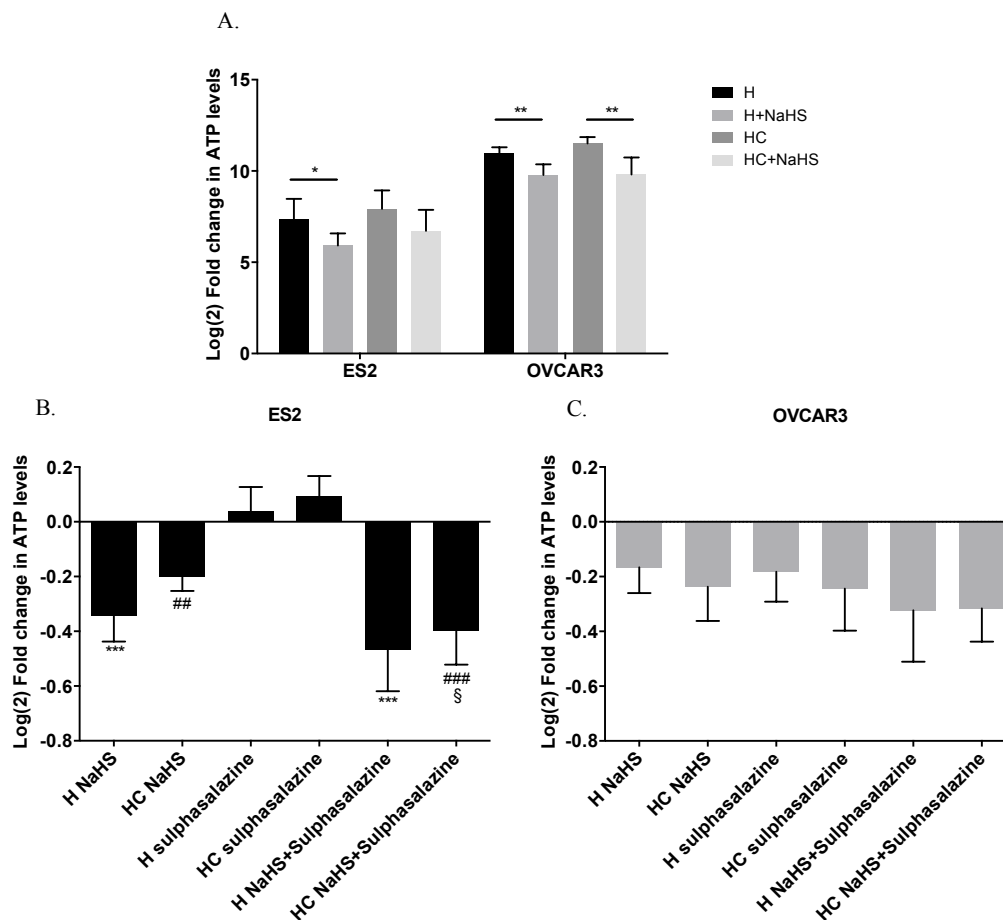 A.
Log(2) Fold change in ATP levels
15
10
5
0
*
**
**
ES2
OVCAR3
H
H+NaHS
HC
HC+NaHS
B.
ES2
Log(2) Fold change in ATP levels
0.2
0.0
-0.2
-0.4
-0.6
-0.8
***
##
***
###
§
H NaHS
HC NaHS
H sulphasalazine
HC sulphasalazine
H NaHS+Sulphasalazine
HC NaHS+Sulphasalazine
C.
OVCAR3
Log(2) Fold change in ATP levels
0.2
0.0
-0.2
-0.4
-0.6
-0.8
H NaHS
HC NaHS
H sulphasalazine
HC sulphasalazine
H NaHS+Sulphasalazine
HC NaHS+Sulphasalazine